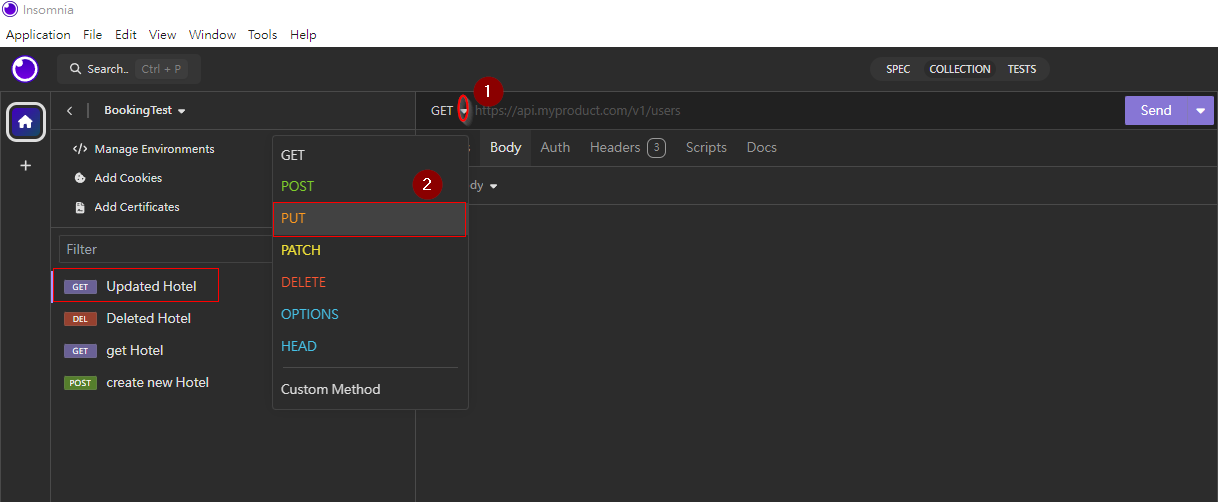 Insomnia
Application File Edit View Window Tools Help
Search.. Ctrl + P SPEC COLLECTION TESTS
1
BookingTest GET https://api.myproduct.com/v1/users Send
Manage Environments GET s Body Auth Headers 3 Scripts Docs
Add Cookies POST 2 dy
Add Certificates
PUT
Filter PATCH
GET Updated Hotel DELETE
DEL Deleted Hotel OPTIONS
GET get Hotel HEAD
POST create new Hotel Custom Method